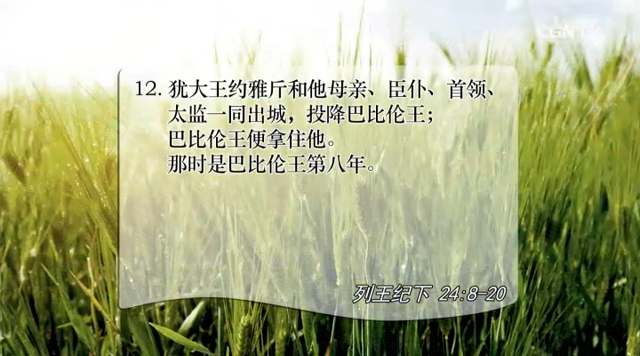 CGNTV
12. 犹大王约雅斤和他母亲、臣仆、首领、
太监一同出城，投降巴比伦王；
巴比伦王便拿住他。
那时是巴比伦王第八年。
列王纪下 24:8-20